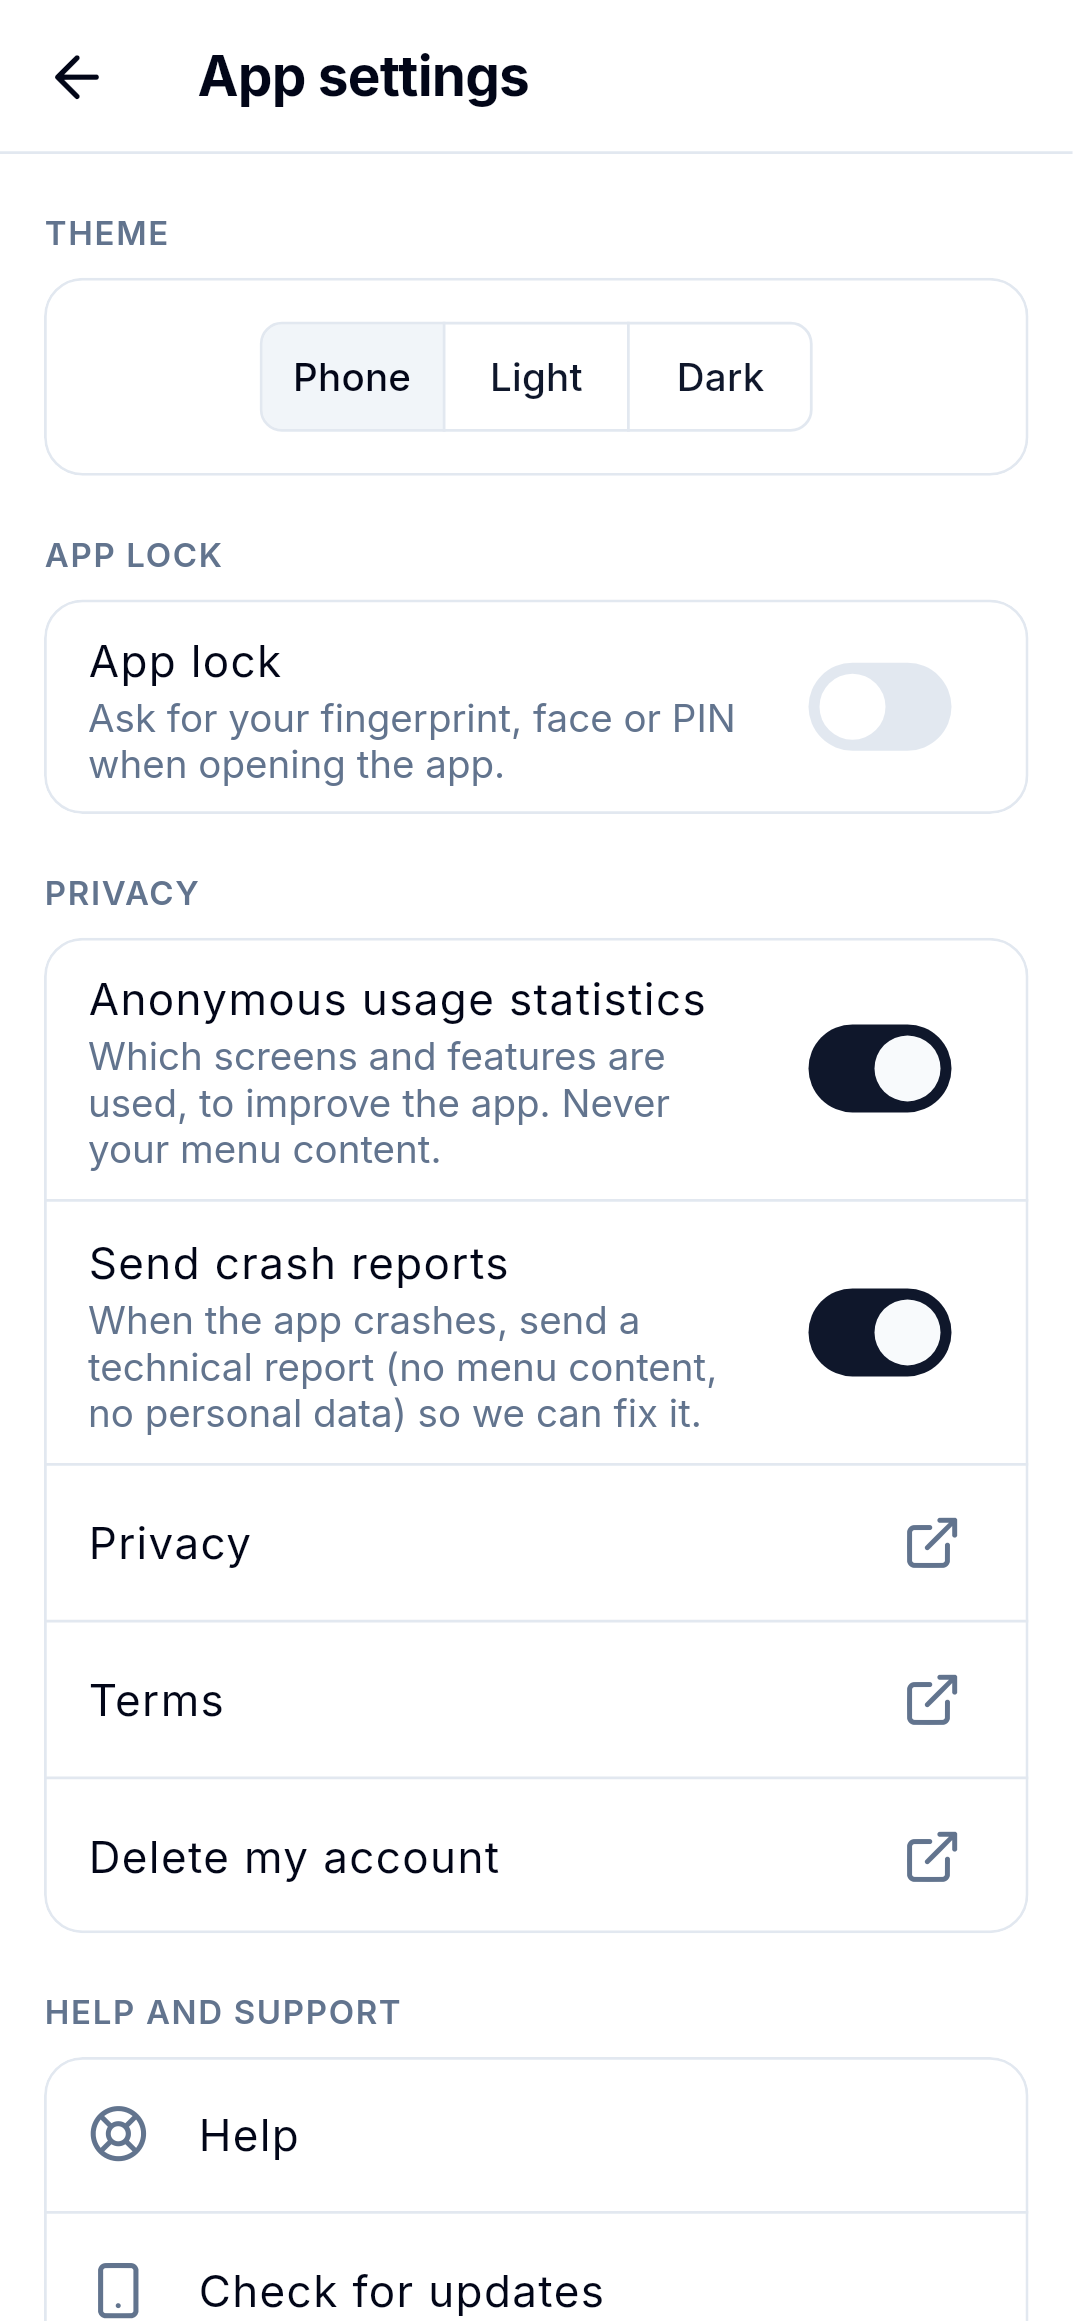 App settings
THEME
Phone
Light
Dark
APP LOCK
App lock
Ask for your fingerprint, face or PIN
when opening the app.
PRIVACY
Anonymous usage statistics
Which screens and features are
used, to improve the app. Never
your menu content.
Send crash reports
When the app crashes, send a
technical report (no menu content,
no personal data) so we can fix it.
Privacy
Terms
Delete my account
HELP AND SUPPORT
Help
Check for updates